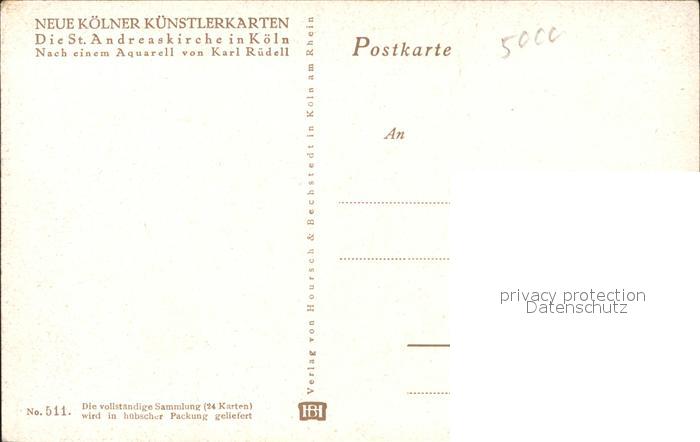 NEUE KÖLNER KÜNSTLERKARTEN
Die St. Andreaskirche in Köln
Nach einem Aquarell von Karl Rüdell
No. 511.
Die vollständige Sammlung (24 Karten)
wird in hübscher Packung geliefert
Verlag von Hoursch & Bechstedt in Köln am Rhein
HB
Postkarte
5000
An
privacy protection
Datenschutz